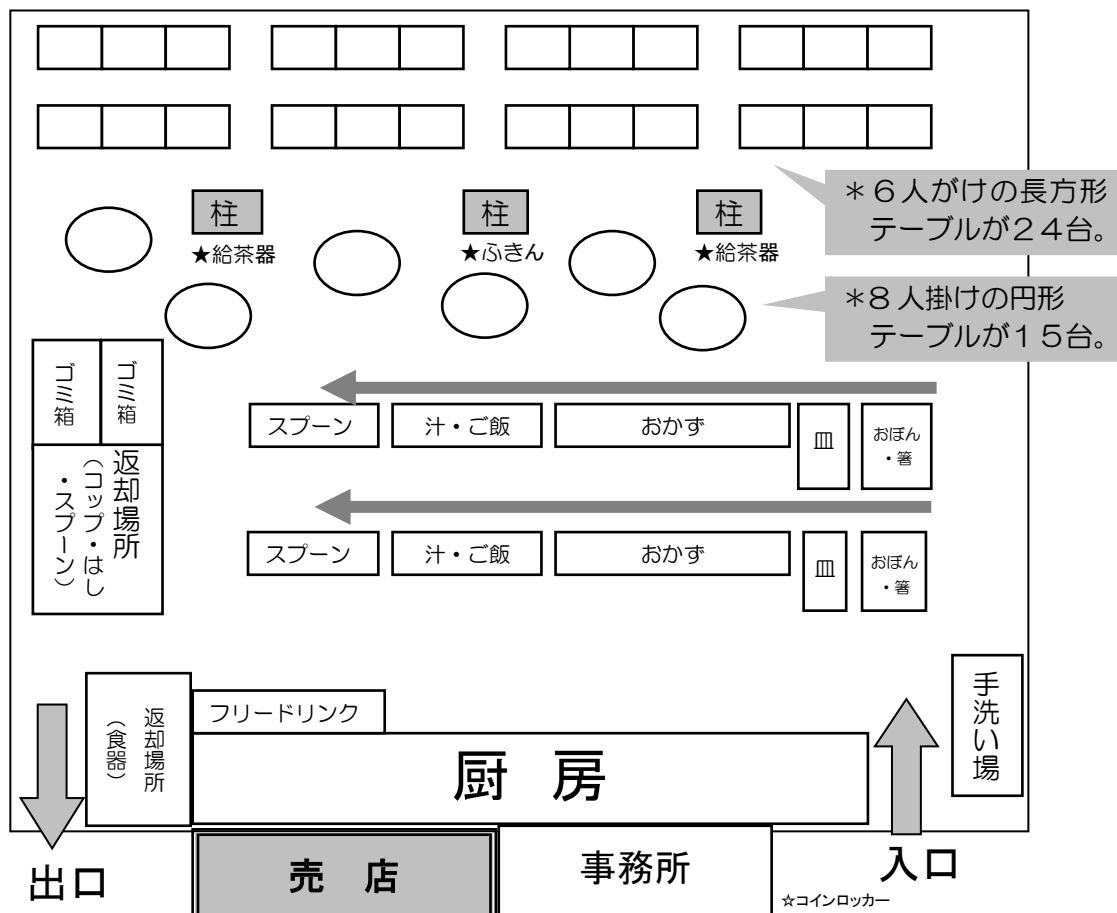 柱
柱
柱
★給茶器
★ふきん
★給茶器
＊６人がけの長方形
テーブルが２４台。
＊８人掛けの円形
テーブルが１５台。
ゴミ箱
ゴミ箱
返却場所
（コップ・はし
・スプーン）
スプーン
汁・ご飯
おかず
皿
おぼん
・箸
スプーン
汁・ご飯
おかず
皿
おぼん
・箸
返却場所
（食器）
フリードリンク
厨　房
手洗い場
出口
売　店
事務所
入口
☆コインロッカー